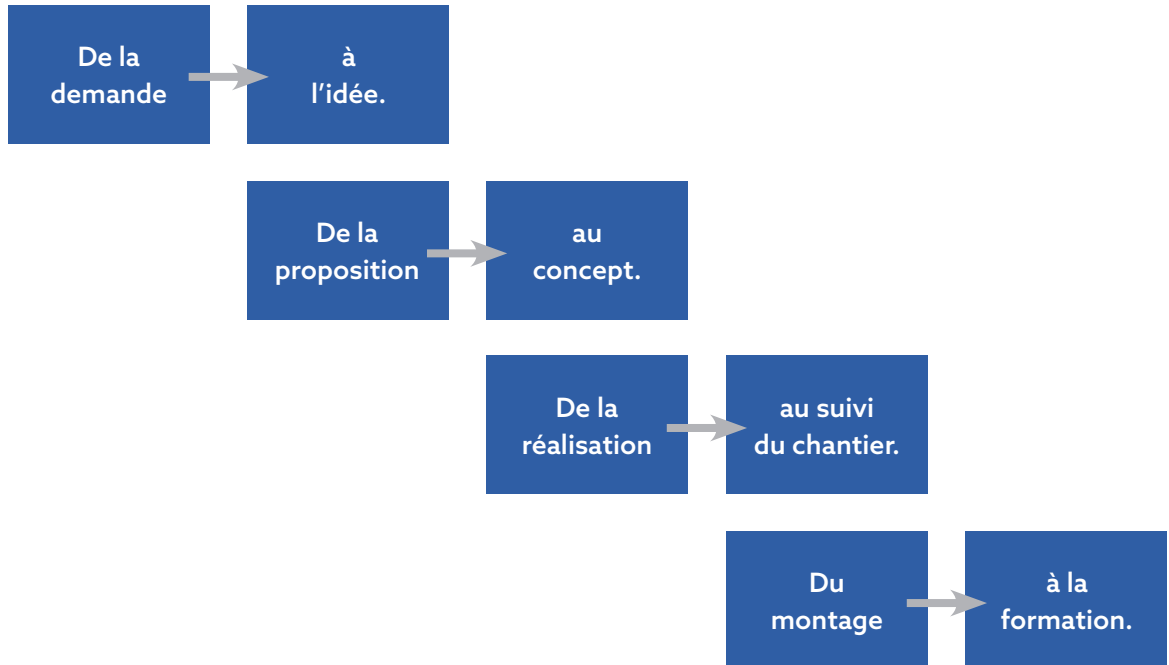 De la
demande
à
l’idée.
De la
proposition
au
concept.
De la
réalisation
au suivi
du chantier.
Du
montage
à la
formation.